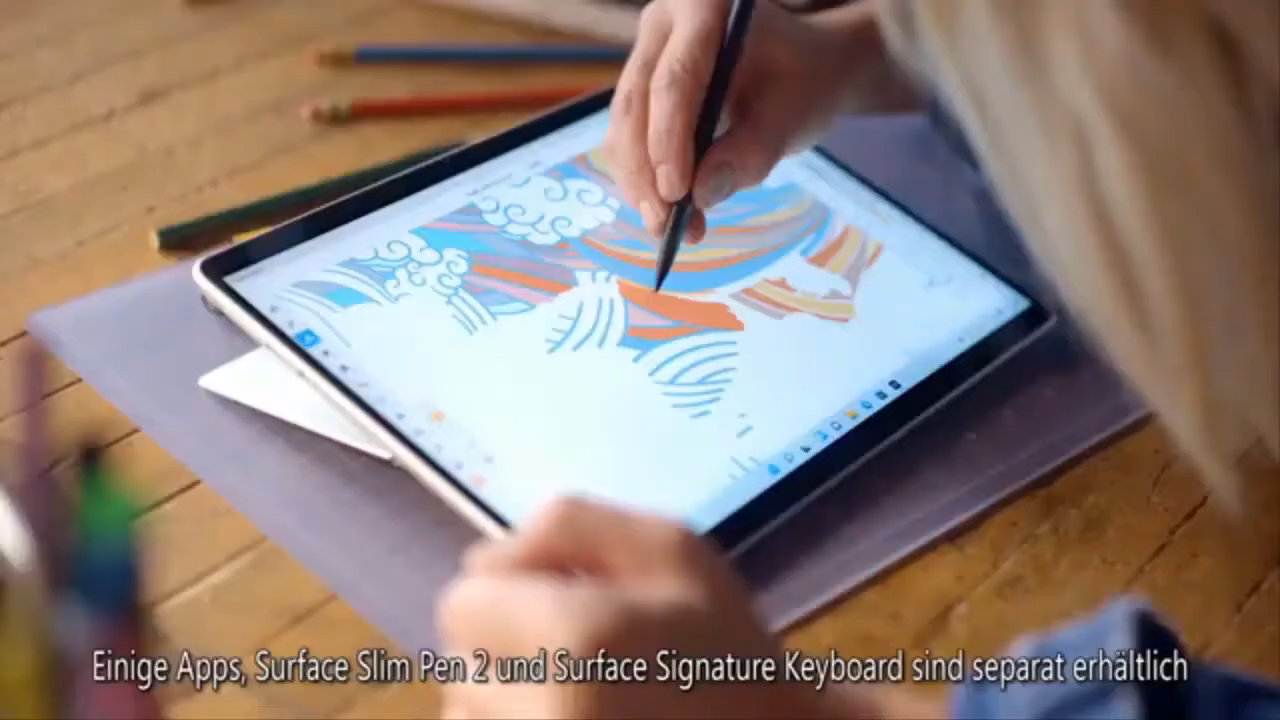 Einige Apps, Surface Slim Pen 2 und Surface Signature Keyboard sind separat erhältlich